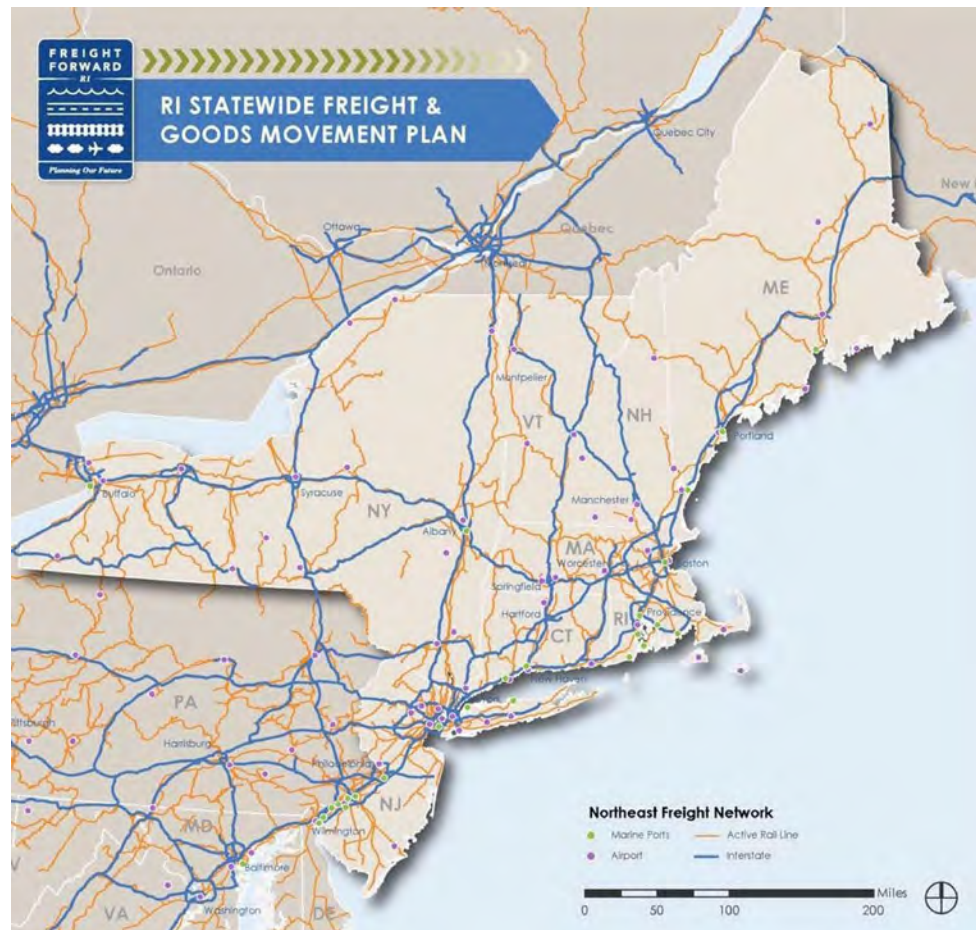 FREIGHT
FORWARD
RI
Planning Our Future
RI STATEWIDE FREIGHT &
GOODS MOVEMENT PLAN
Quebec City
Ottawa
Quebec
Montreal
Ontario
ME
Montpelier
VT
NH
Portland
Buffalo
Syracuse
NY
Manchester
Albany
MA
Worcester
Boston
Springfield
Hartford
RI
Providence
CT
New Haven
PA
Pittsburgh
Harrisburg
Philadelphia
NJ
MD
Wilmington
Baltimore
Washington
VA
DE
Northeast Freight Network
Marine Ports
Active Rail Line
Airport
Interstate
Miles
0 50 100 200